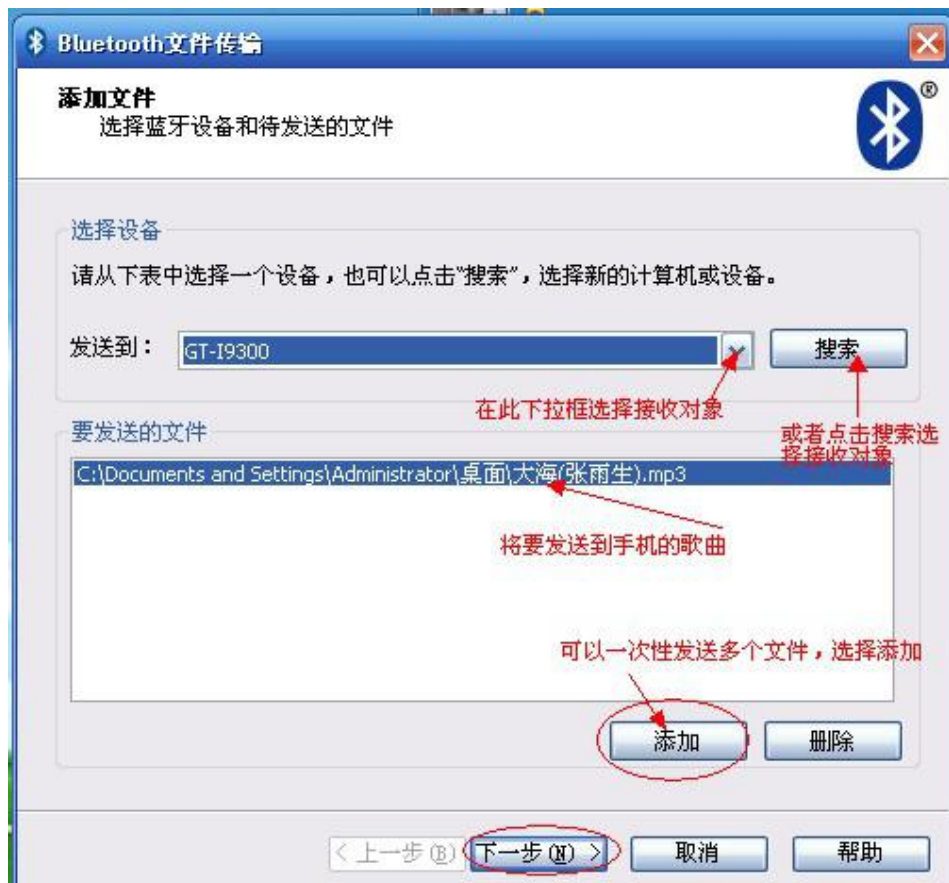 Bluetooth文件传输
添加文件
选择蓝牙设备和待发送的文件
®
选择设备
请从下表中选择一个设备，也可以点击"搜索"，选择新的计算机或设备。
发送到：
GT-I9300
搜索
在此下拉框选择接收对象
或者点击搜索选
择接收对象
要发送的文件
C:\Documents and Settings\Administrator\桌面\大海(张雨生).mp3
将要发送到手机的歌曲
可以一次性发送多个文件，选择添加
添加
删除
< 上一步(B)
下一步(N) >
取消
帮助